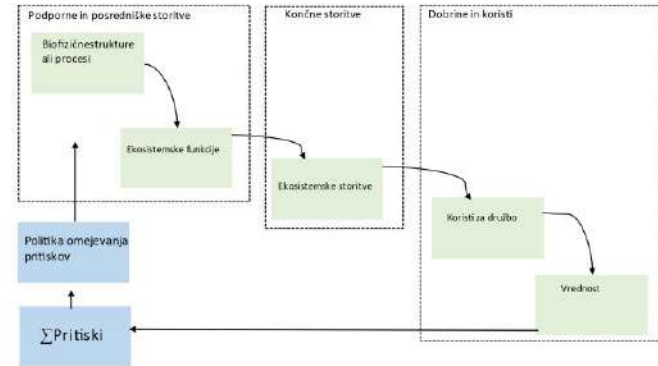 Podporne in posredniške storitve
Končne storitve
Dobrine in koristi
Biofizičnestrukture
ali procesi
Ekosistemske funkcije
Ekosistemske storitve
Koristi za družbo
Vrednost
Politika omejevanja
pritiskov
∑Pritiski